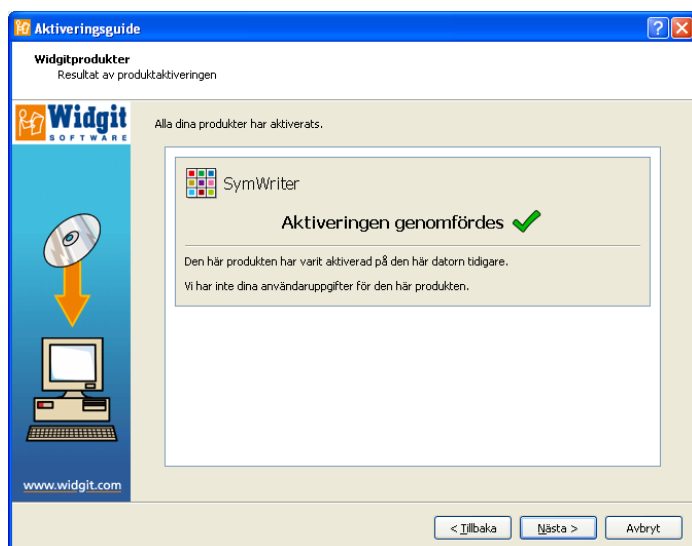 Aktiveringsguide
Widgitprodukter
Resultat av produktaktiveringen
Widgit
SOFTWARE
Alla dina produkter har aktiverats.
SymWriter
Aktiveringen genomfördes
Den här produkten har varit aktiverad på den här datorn tidigare.
Vi har inte dina användaruppgifter för den här produkten.
www.widgit.com
< Tillbaka
Nästa >
Avbryt